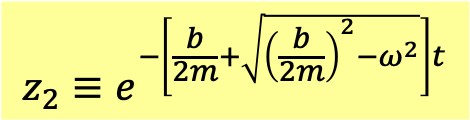 z₂ ≡ e^{-[b/2m + √((b/2m)² - ω²)]t}